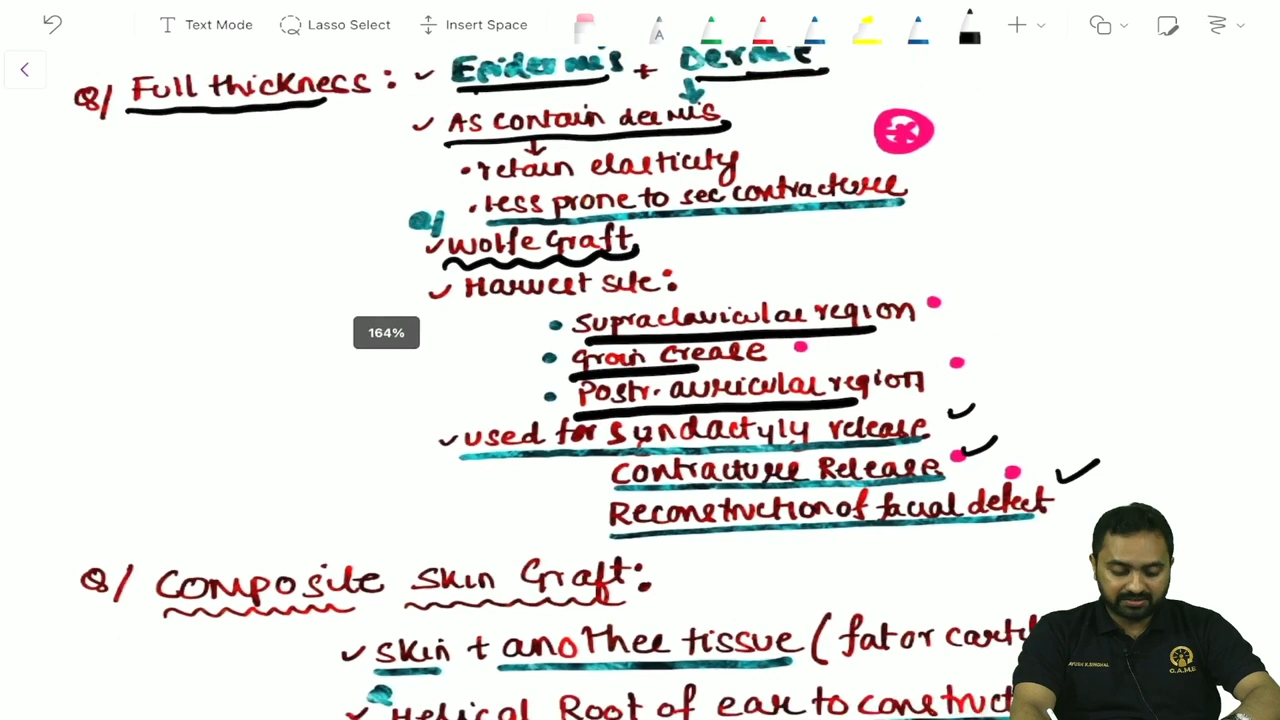 Text Mode Lasso Select Insert Space
Q/ Full thickness: ✓ Epidermis + Dermis
✓ As contain dermis
• retain elasticity
• less prone to sec contracture
Q/
✓ Wolfe Graft
✓ Harvest site:
• Supraclavicular region
164%
• Groin Crease
• Postr. auricular region
✓ used for Syndactyly release
Contracture Release
Reconstruction of facial defect
Q/ Composite Skin Graft:
✓ Skin + another tissue (fat or carti
✓ Helical Root of ear to construct
AYUSH K.SINGHAL
G.A.M.E